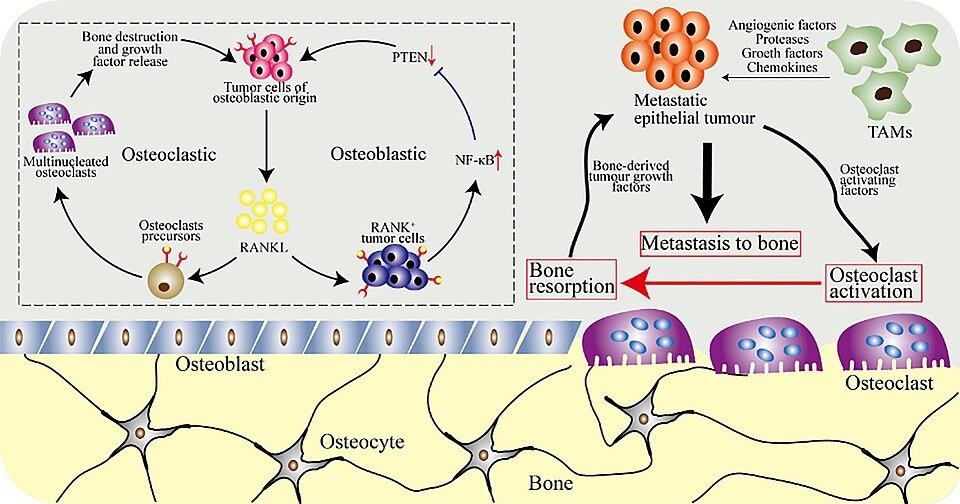 Bone destruction
and growth
factor release
Tumor cells of
osteoblastic origin
PTEN
Multinucleated
osteoclasts
Osteoclastic
Osteoblastic
NF-κB
Osteclasts
precursors
RANKL
RANK+
tumor cells
Metastatic
epithelial tumour
Angiogenic factors
Proteases
Groeth factors
Chemokines
TAMs
Bone-derived
tumour growth
factors
Osteoclast
activating
factors
Metastasis to bone
Bone
resorption
Osteoclast
activation
Osteoblast
Osteoclast
Osteocyte
Bone